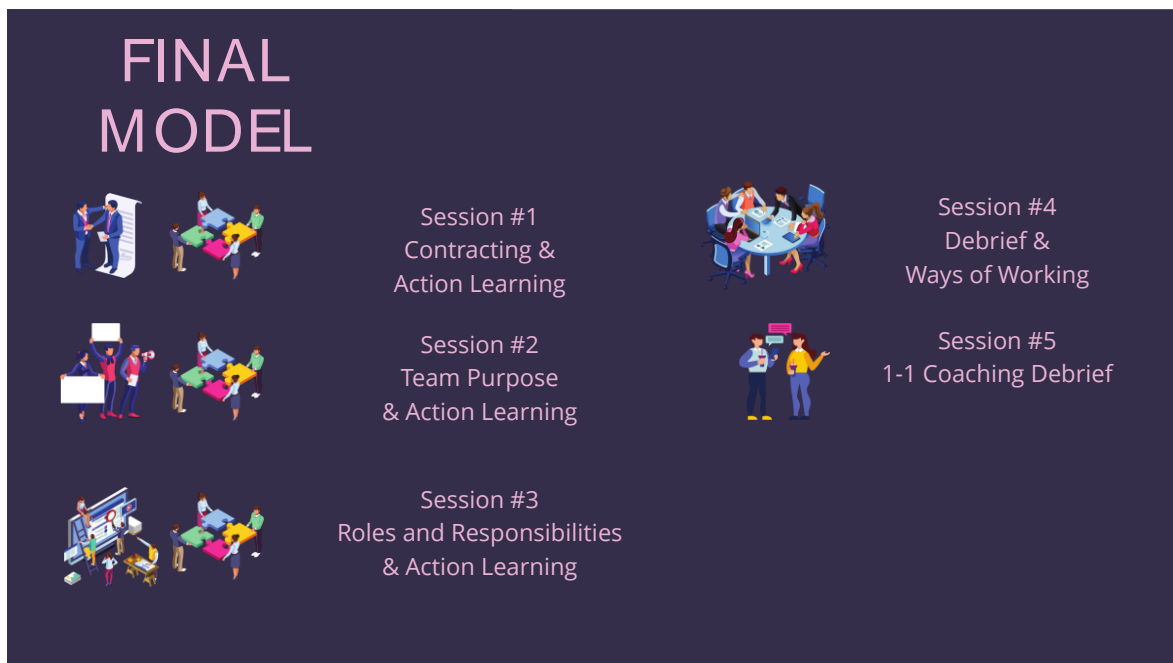 FINAL
MODEL
Session #1
Contracting &
Action Learning
Session #2
Team Purpose
& Action Learning
Session #3
Roles and Responsibilities
& Action Learning
Session #4
Debrief &
Ways of Working
Session #5
1-1 Coaching Debrief